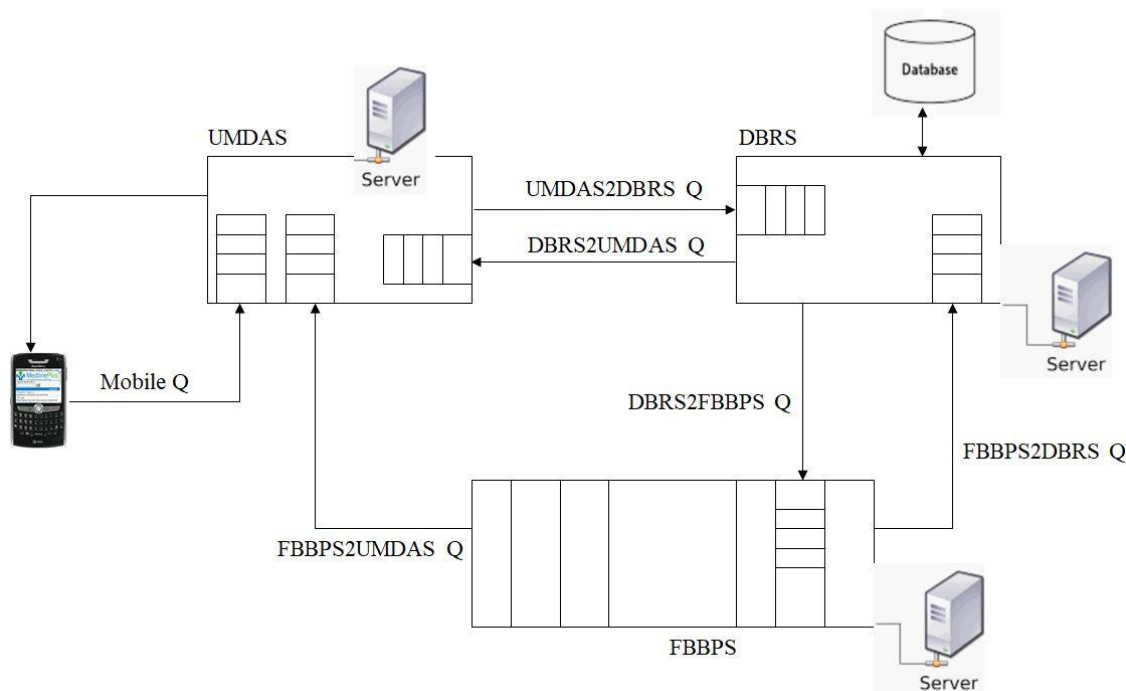 Database
UMDAS
DBRS
Server
UMDAS2DBRS Q
DBRS2UMDAS Q
Server
Mobile Q
DBRS2FBBPS Q
FBBPS2DBRS Q
FBBPS2UMDAS Q
FBBPS
Server